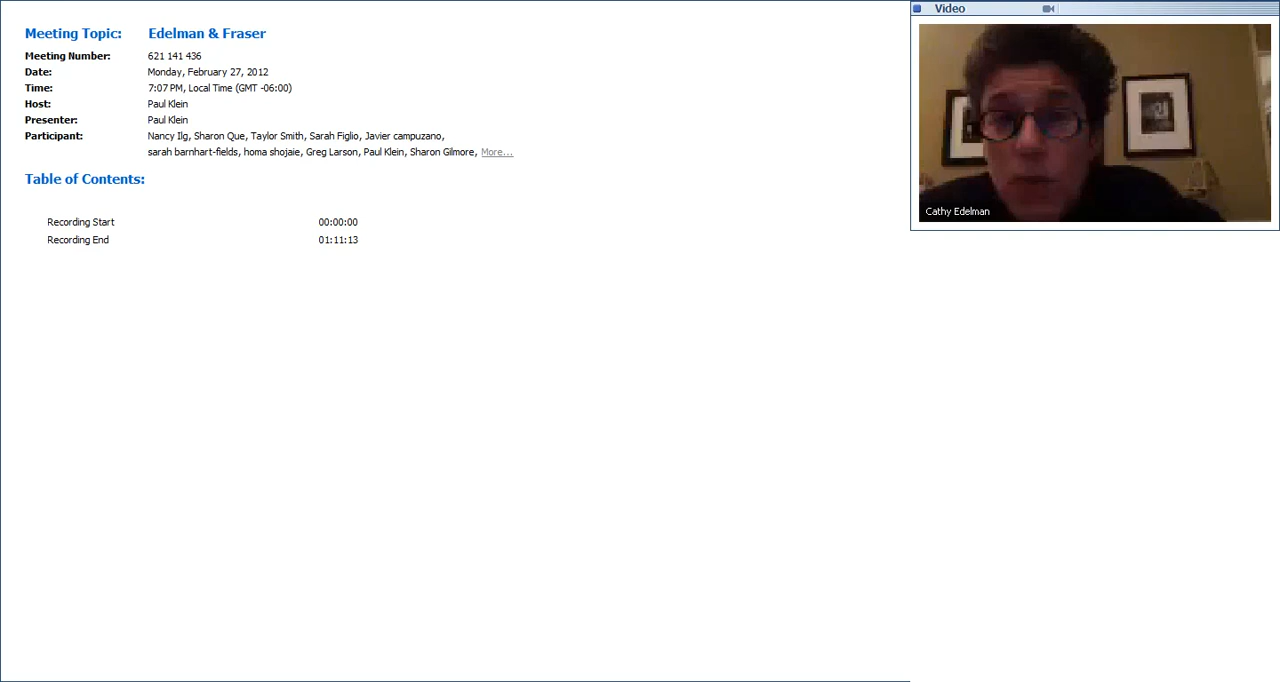 Meeting Topic: Edelman & Fraser
Meeting Number: 621 141 436
Date: Monday, February 27, 2012
Time: 7:07 PM, Local Time (GMT -06:00)
Host: Paul Klein
Presenter: Paul Klein
Participant: Nancy Ilg, Sharon Que, Taylor Smith, Sarah Figlio, Javier campuzano,
sarah barnhart-fields, homa shojaie, Greg Larson, Paul Klein, Sharon Gilmore, More...
Table of Contents:
Recording Start 00:00:00
Recording End 01:11:13
Video
Cathy Edelman